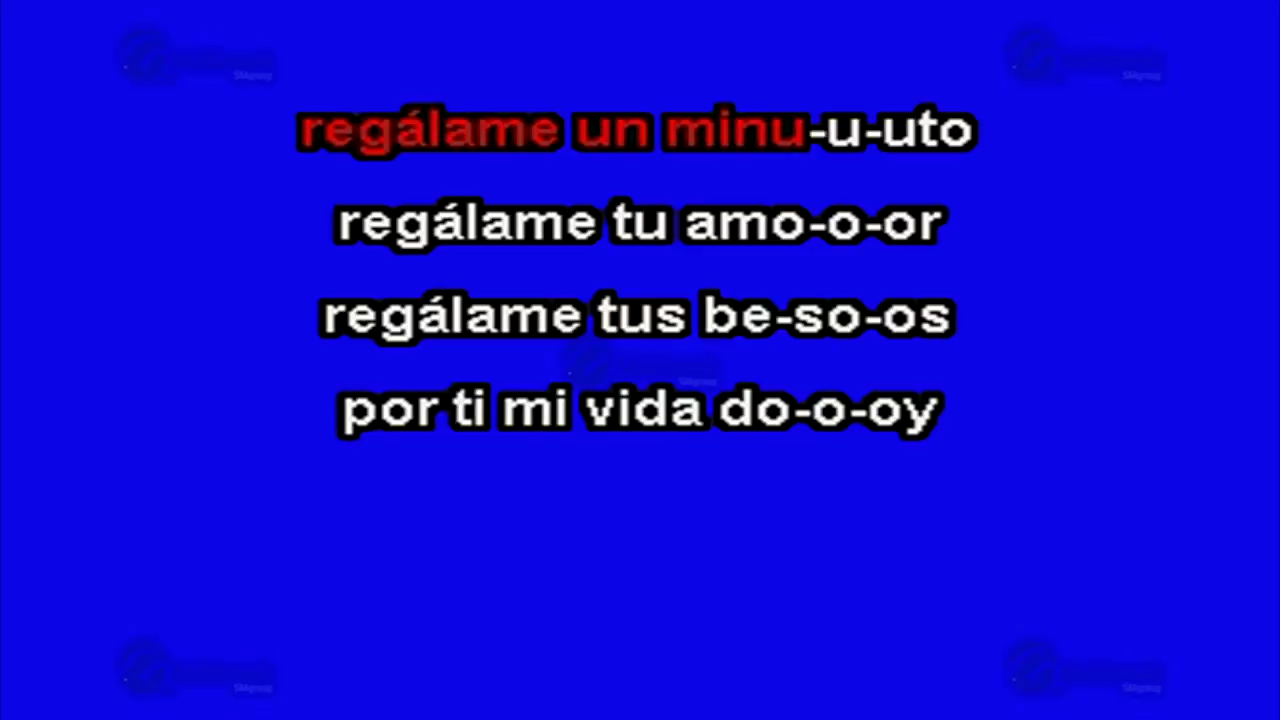 regálame un minu-u-uto
regálame tu amo-o-or
regálame tus be-so-os
por ti mi vida do-o-oy